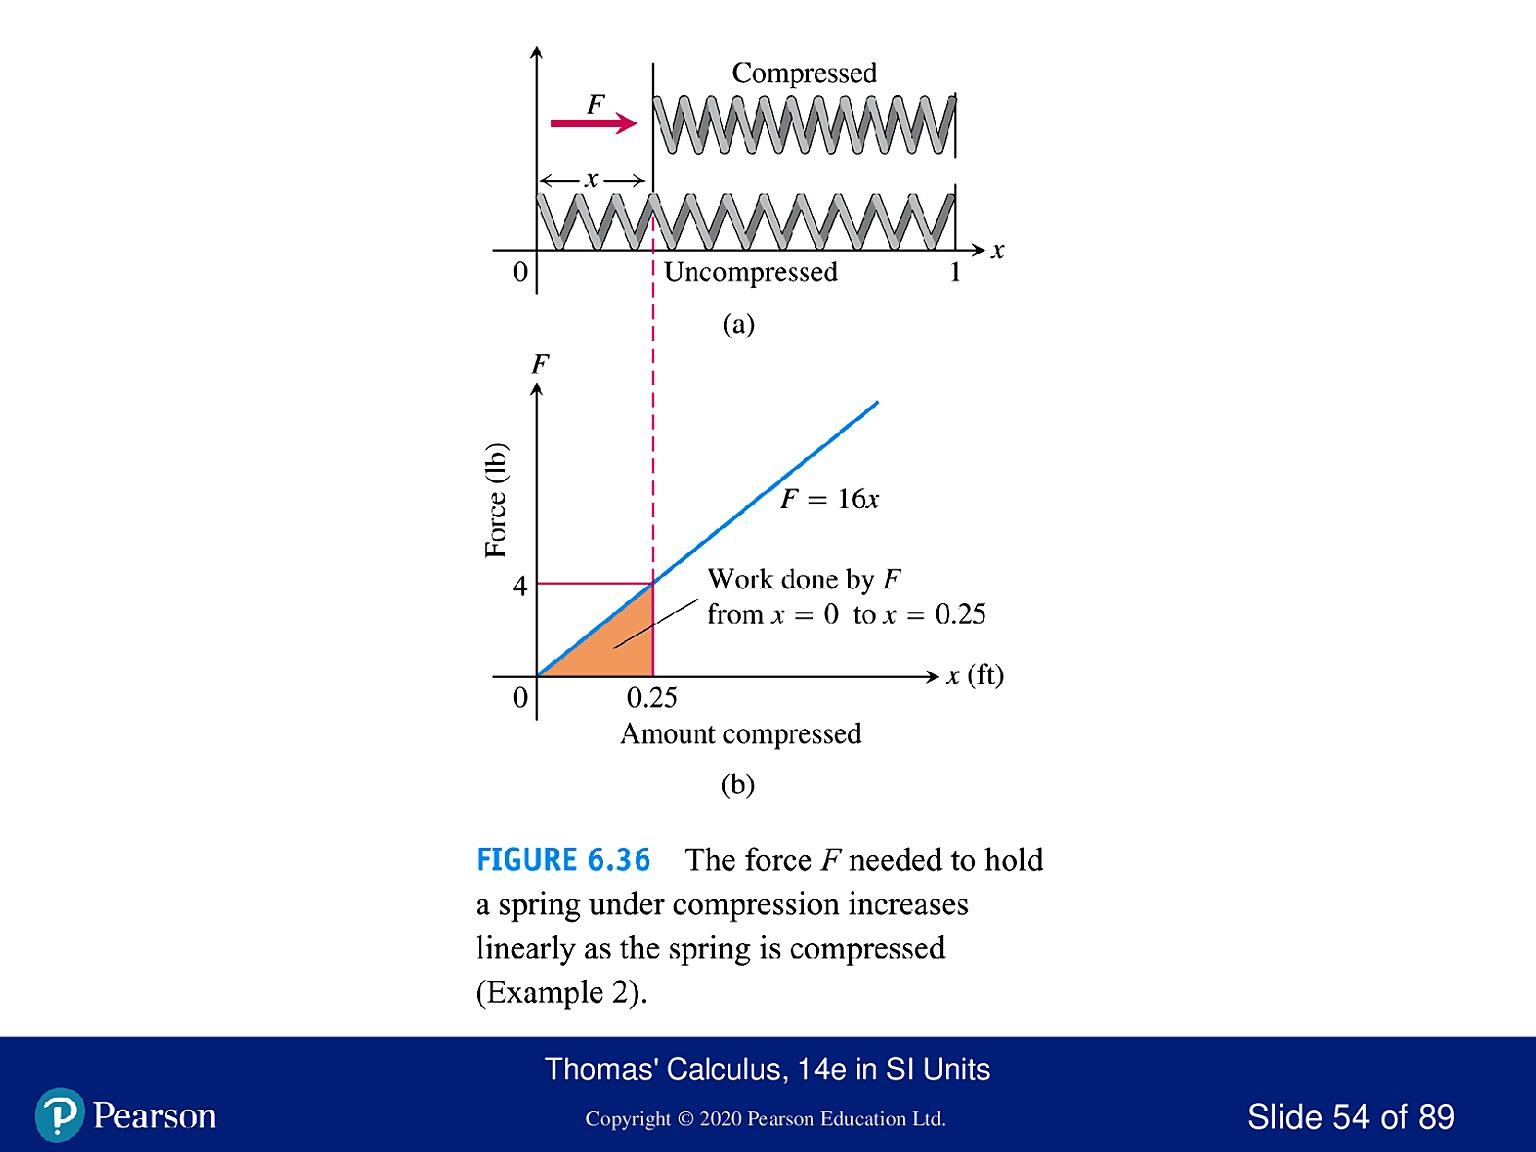 Compressed
F
x
x
0
Uncompressed
1
(a)
F
Force (lb)
F = 16x
4
Work done by F
from x = 0 to x = 0.25
x (ft)
0
0.25
Amount compressed
(b)
FIGURE 6.36 The force F needed to hold
a spring under compression increases
linearly as the spring is compressed
(Example 2).
Thomas' Calculus, 14e in SI Units
Pearson
Copyright © 2020 Pearson Education Ltd.
Slide 54 of 89